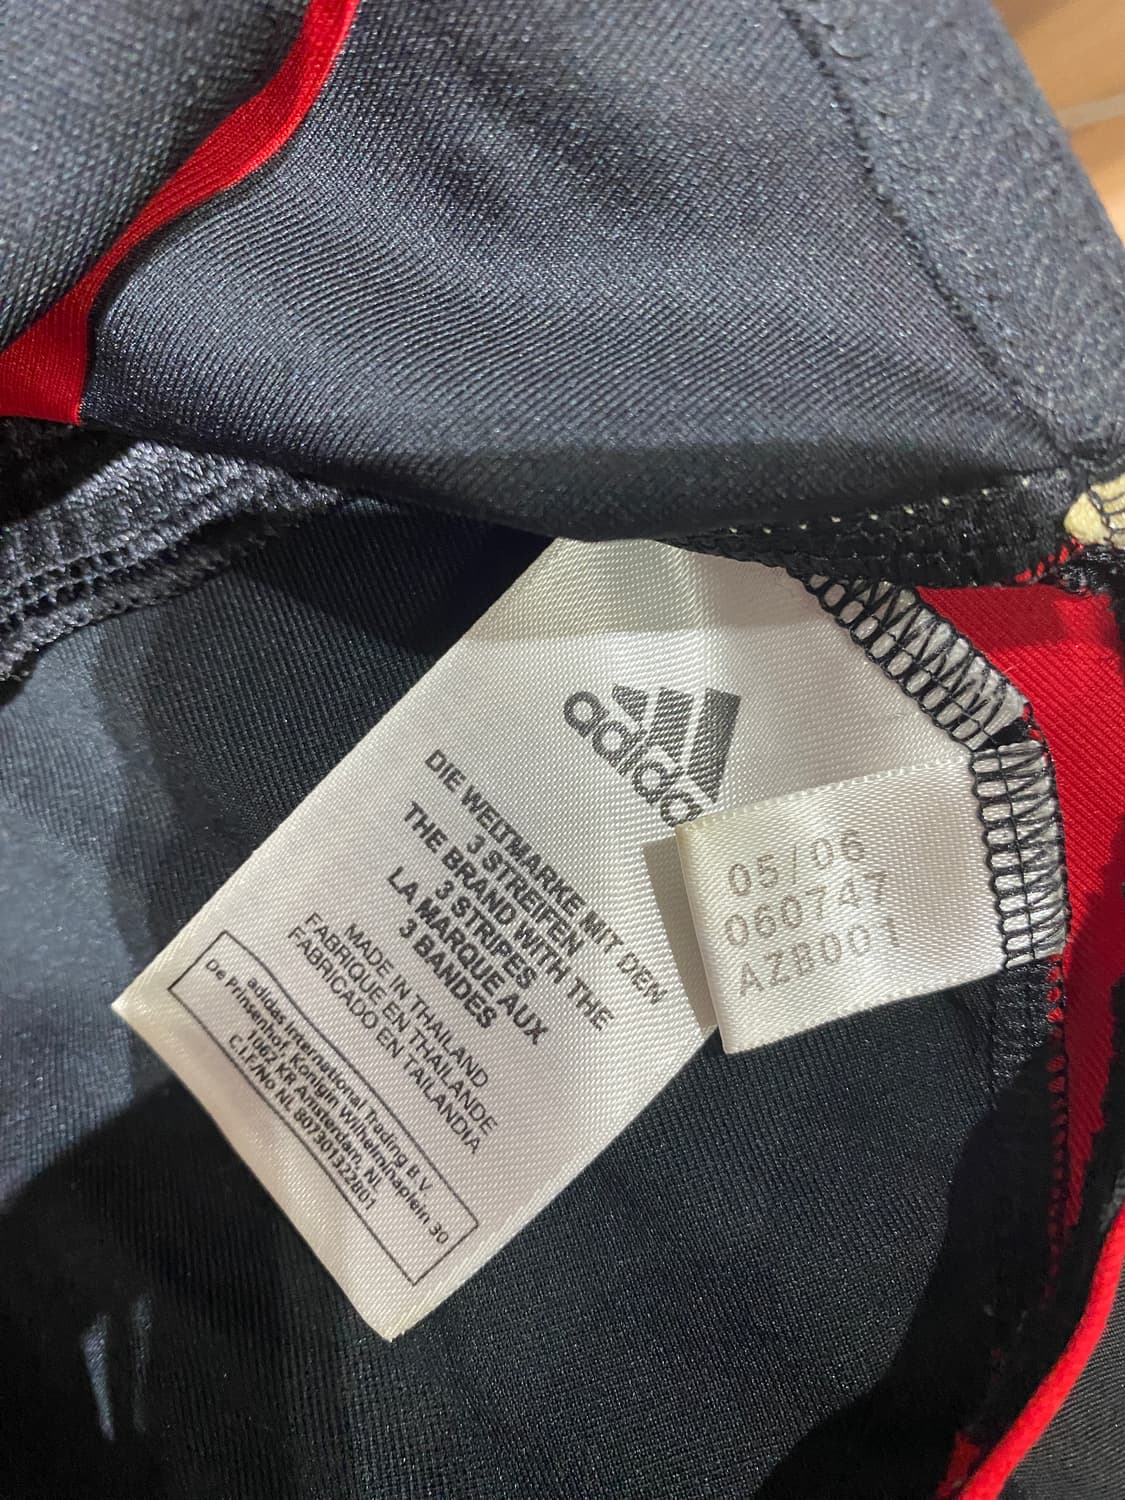 adidas
DIE WELTMARKE MIT DEN
3 STREIFEN
THE BRAND WITH THE
3 STRIPES
LA MARQUE AUX
3 BANDES
MADE IN THAILAND
FABRIQUE EN THAILANDE
FABRICADO EN TAILANDIA
adidas International Trading B.V.
De Prinsenhof, Konigin Wilhelminaplein 30
1062 KR Amsterdam, NL
C.I.F/No NL 807301322B01
05/06
060747
AZB001